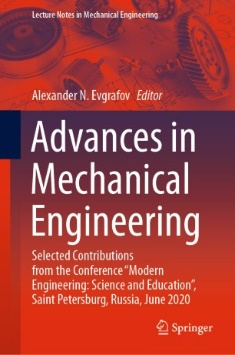 Lecture Notes in Mechanical Engineering
Alexander N. Evgrafov Editor
Advances in
Mechanical
Engineering
Selected Contributions
from the Conference “Modern
Engineering: Science and Education”,
Saint Petersburg, Russia, June 2020
Springer